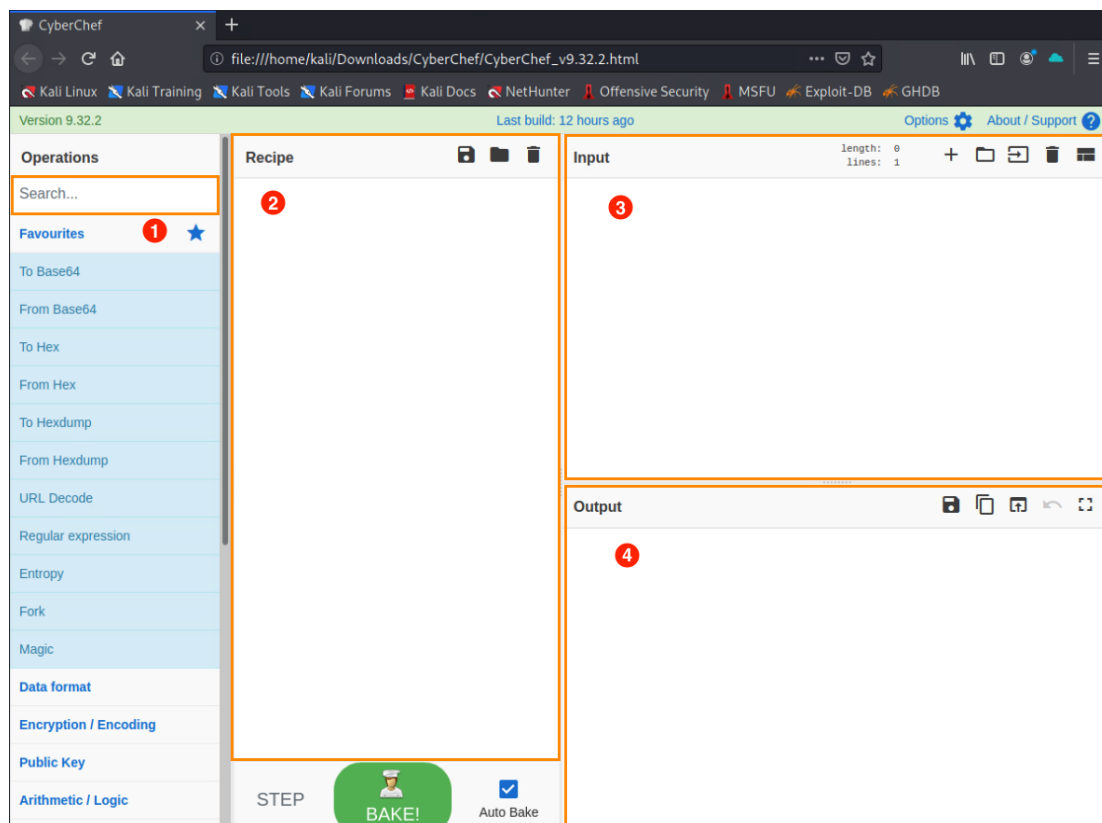 CyberChef
file:///home/kali/Downloads/CyberChef/CyberChef_v9.32.2.html
Kali Linux Kali Training Kali Tools Kali Forums Kali Docs NetHunter Offensive Security MSFU Exploit-DB GHDB
Version 9.32.2 Last build: 12 hours ago Options About / Support
Operations
Search...
1
Favourites
To Base64
From Base64
To Hex
From Hex
To Hexdump
From Hexdump
URL Decode
Regular expression
Entropy
Fork
Magic
Data format
Encryption / Encoding
Public Key
Arithmetic / Logic
Recipe
2
STEP
BAKE!
Auto Bake
Input
length: 0
lines: 1
3
Output
4